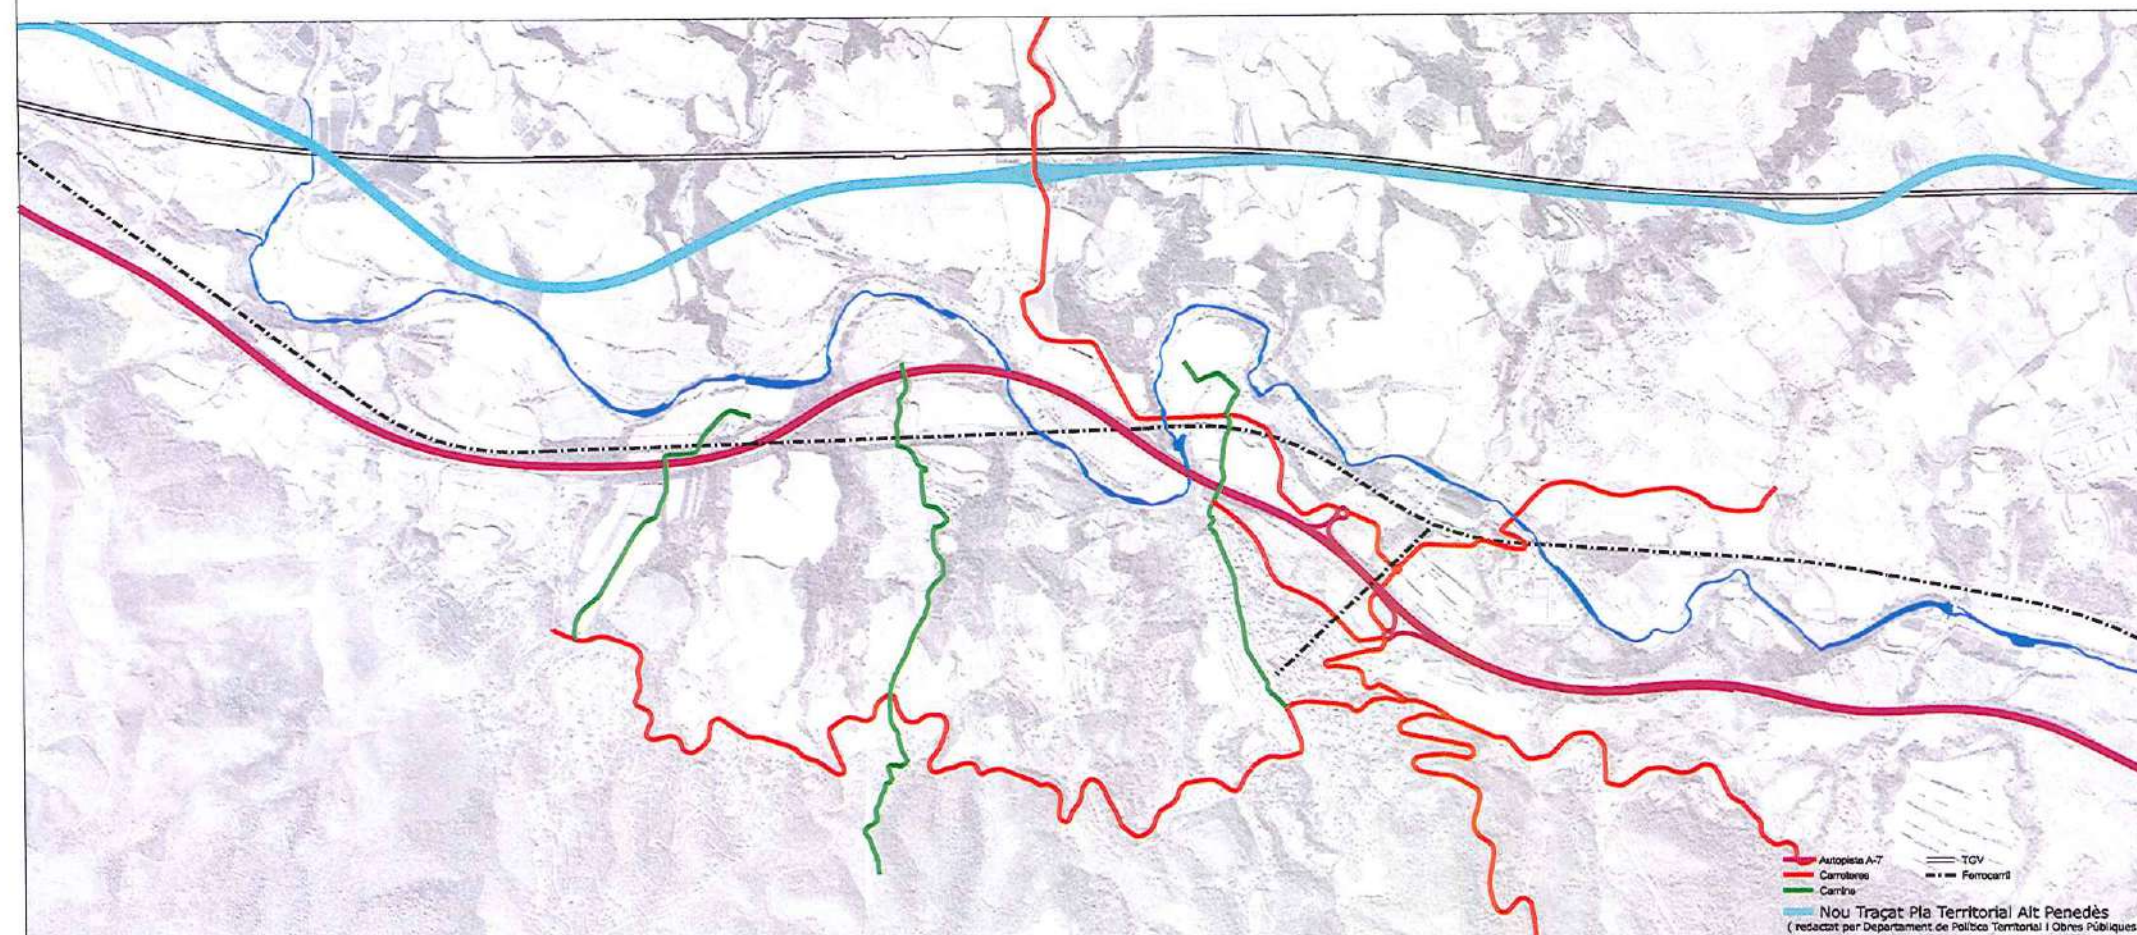 Autopista A-7
TGV
Carreteres
Ferrocarril
Camins
Nou Traçat Pla Territorial Alt Penedès
( redactat per Departament de Política Territorial i Obres Públiques